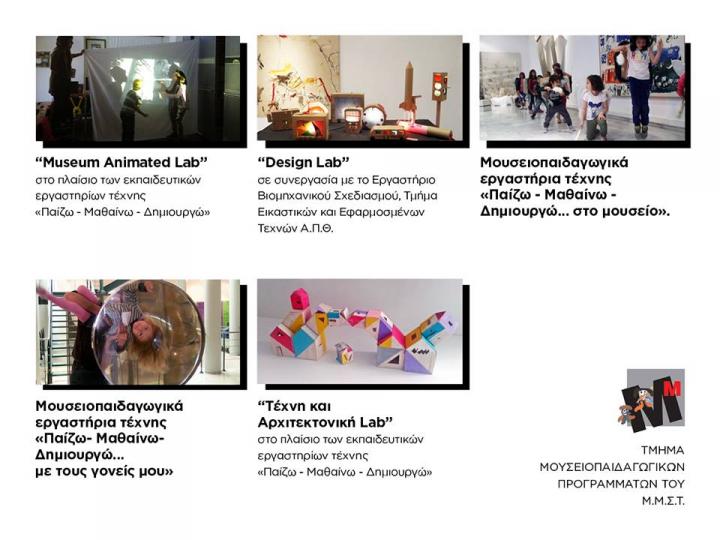 “Museum Animated Lab”
στο πλαίσιο των εκπαιδευτικών
εργαστηρίων τέχνης
«Παίζω - Μαθαίνω - Δημιουργώ»
“Design Lab”
σε συνεργασία με το Εργαστήριο
Βιομηχανικού Σχεδιασμού, Τμήμα
Εικαστικών και Εφαρμοσμένων
Τεχνών Α.Π.Θ.
Μουσειοπαιδαγωγικά
εργαστήρια τέχνης
«Παίζω - Μαθαίνω -
Δημιουργώ... στο μουσείο».
Μουσειοπαιδαγωγικά
εργαστήρια τέχνης
«Παίζω- Μαθαίνω-
Δημιουργώ...
με τους γονείς μου»
“Τέχνη και
Αρχιτεκτονική Lab”
στο πλαίσιο των εκπαιδευτικών
εργαστηρίων τέχνης
«Παίζω - Μαθαίνω - Δημιουργώ»
ΤΜΗΜΑ
ΜΟΥΣΕΙΟΠΑΙΔΑΓΩΓΙΚΩΝ
ΠΡΟΓΡΑΜΜΑΤΩΝ ΤΟΥ
Μ.Μ.Σ.Τ.